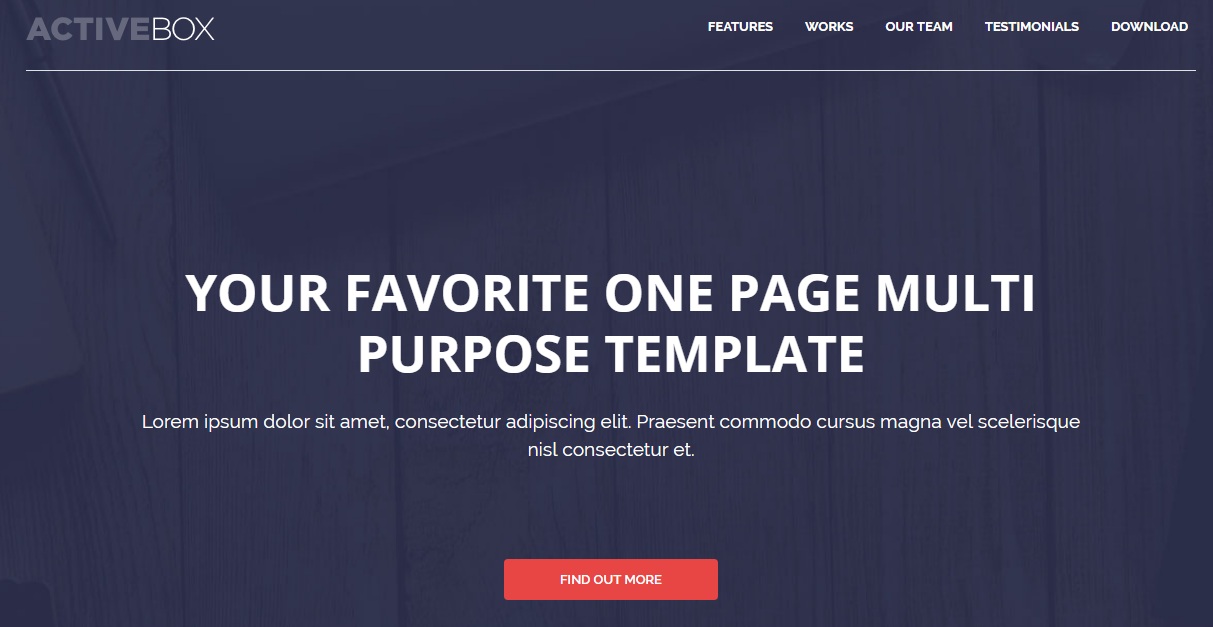 ACTIVEBOX
FEATURES WORKS OUR TEAM TESTIMONIALS DOWNLOAD
YOUR FAVORITE ONE PAGE MULTI
PURPOSE TEMPLATE
Lorem ipsum dolor sit amet, consectetur adipiscing elit. Praesent commodo cursus magna vel scelerisque
nisl consectetur et.
FIND OUT MORE